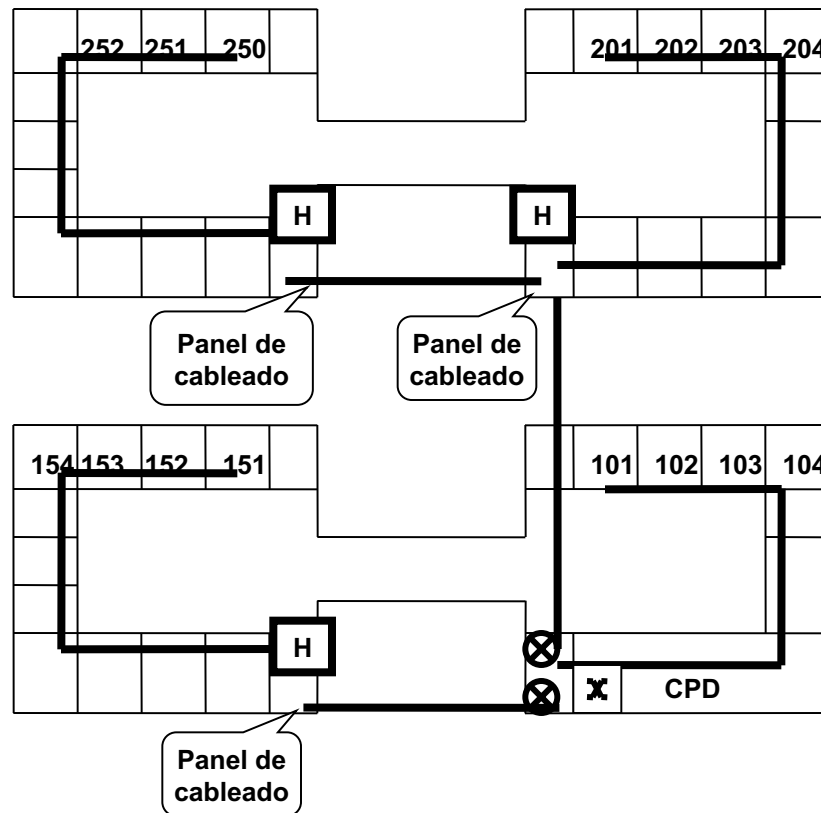 252 251 250
201 202 203 204
H
H
Panel de
cableado
Panel de
cableado
154 153 152 151
101 102 103 104
H
CPD
Panel de
cableado